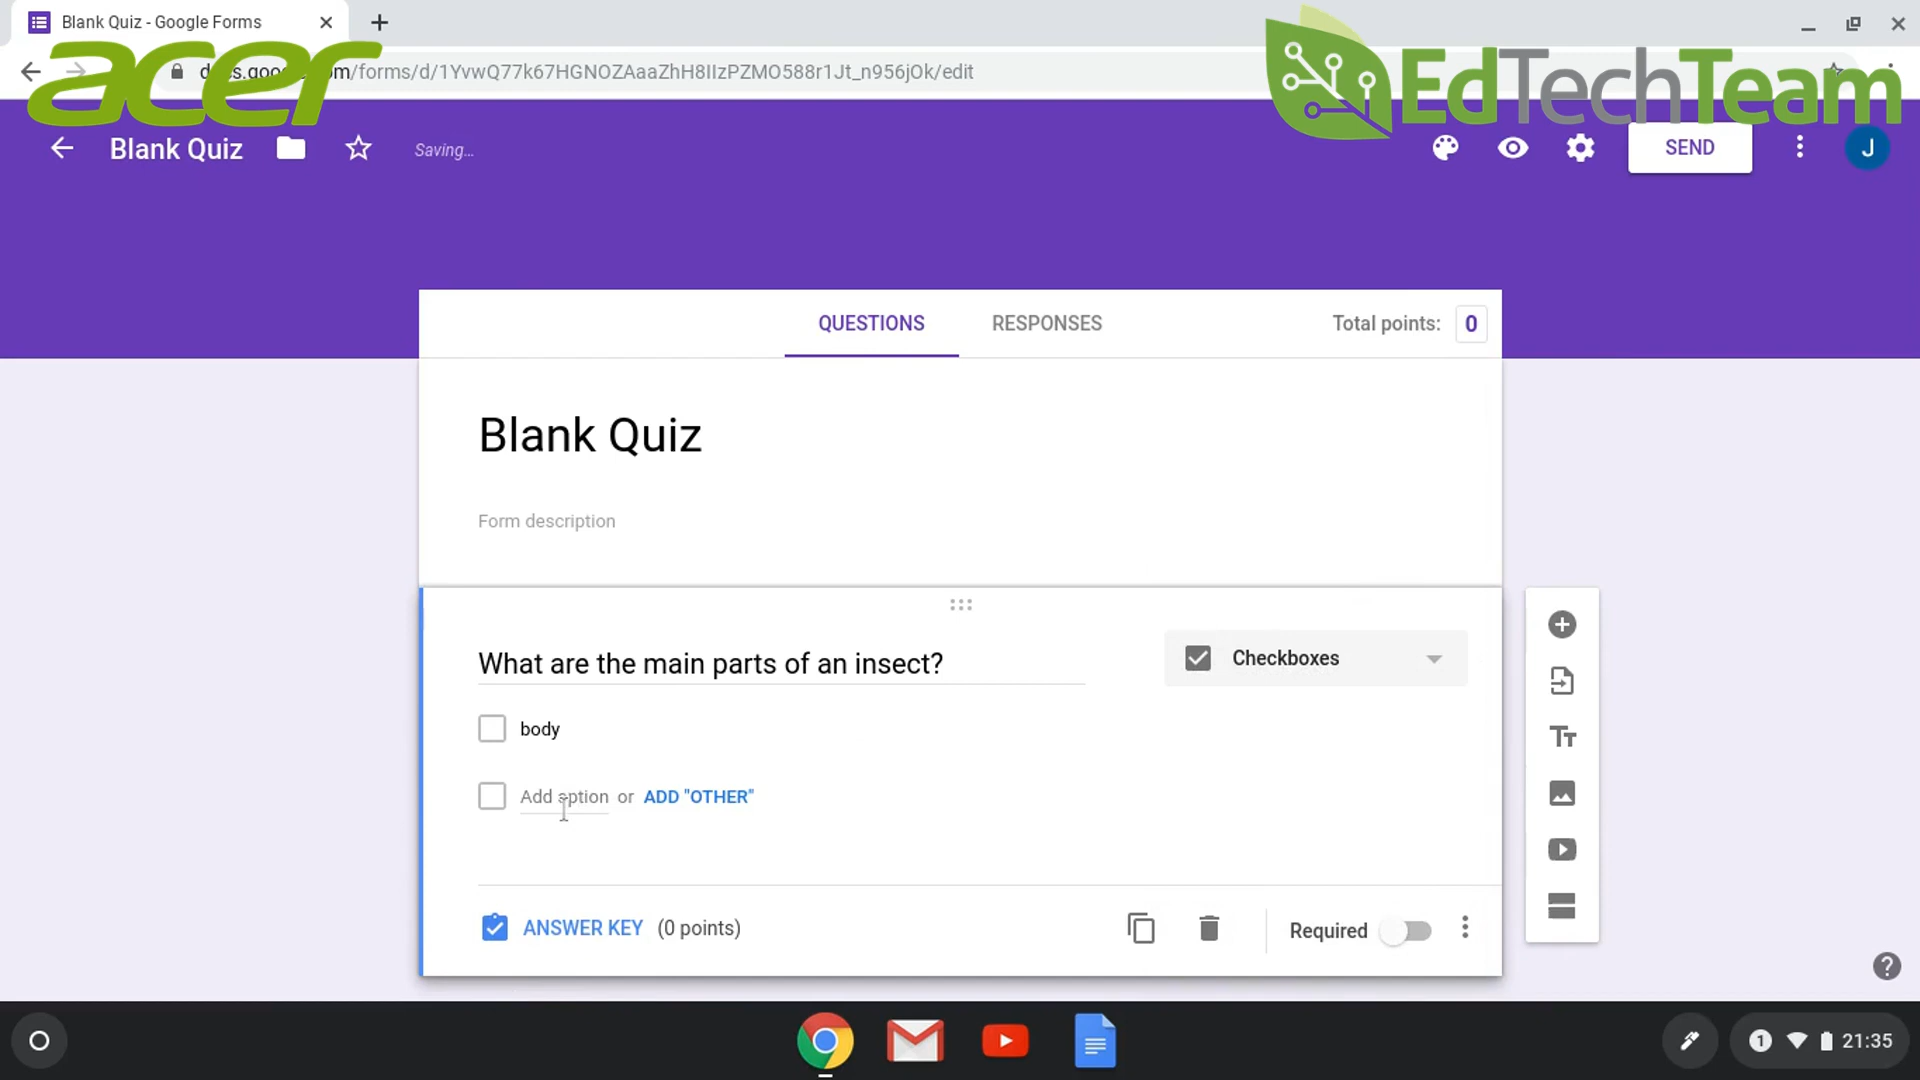 Blank Quiz - Google Forms
acer
EdTechTeam
/forms/d/1YvwQ77k67HGNOZAaaZhH8IIzPZMO588r1Jt_n956jOk/edit
Blank Quiz
Saving...
SEND
J
QUESTIONS
RESPONSES
Total points: 0
Blank Quiz
Form description
What are the main parts of an insect?
Checkboxes
body
Add option or ADD "OTHER"
ANSWER KEY (0 points)
Required
1
21:35